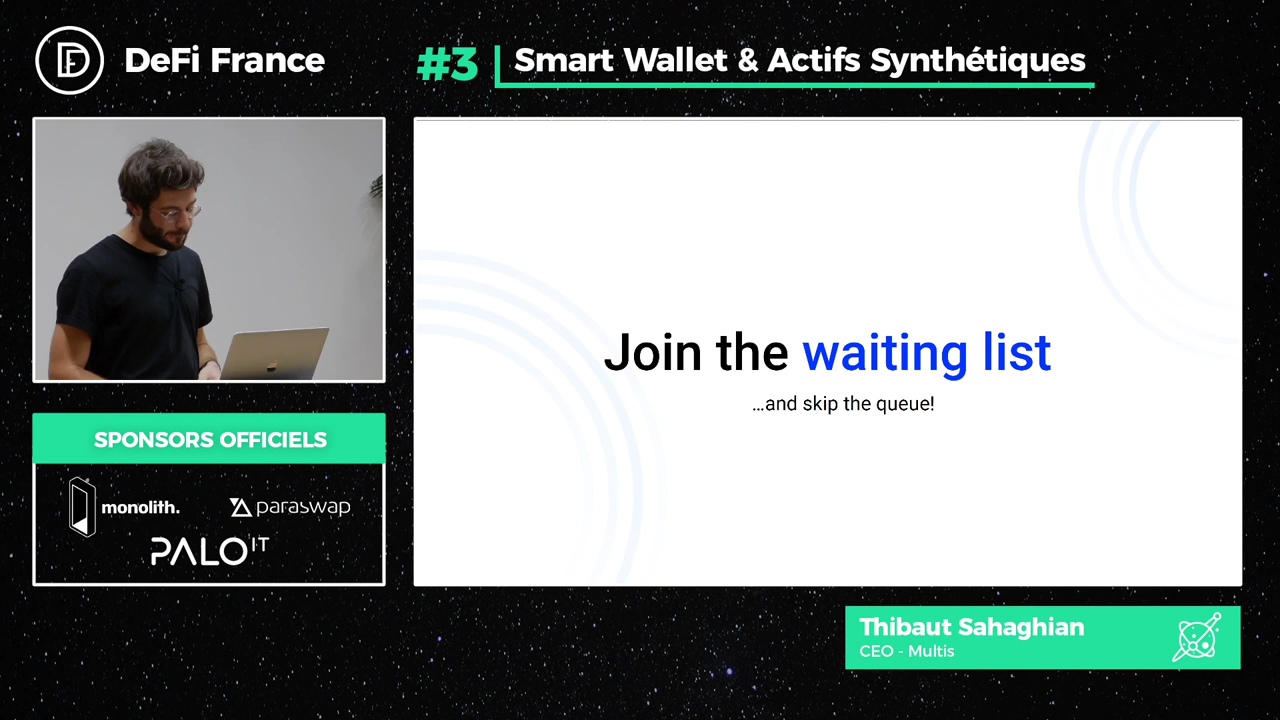 DeFi France
#3 Smart Wallet & Actifs Synthétiques
Join the waiting list
...and skip the queue!
SPONSORS OFFICIELS
monolith. paraswap
PALO IT
Thibaut Sahaghian
CEO - Multis